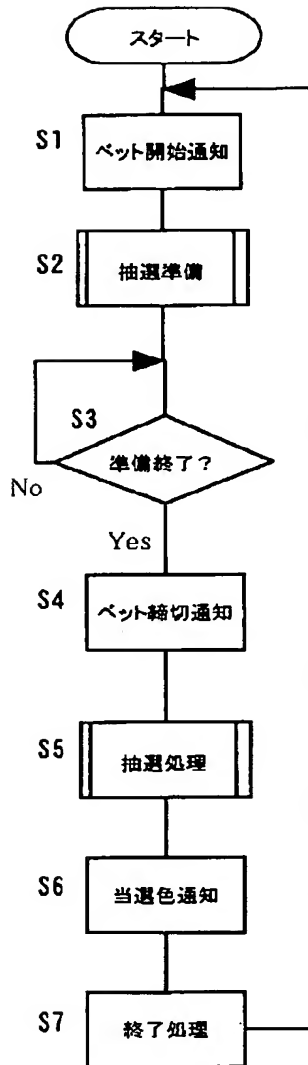 スタート
S1
ベット開始通知
S2
抽選準備
S3
準備終了？
No
Yes
S4
ベット締切通知
S5
抽選処理
S6
当選色通知
S7
終了処理